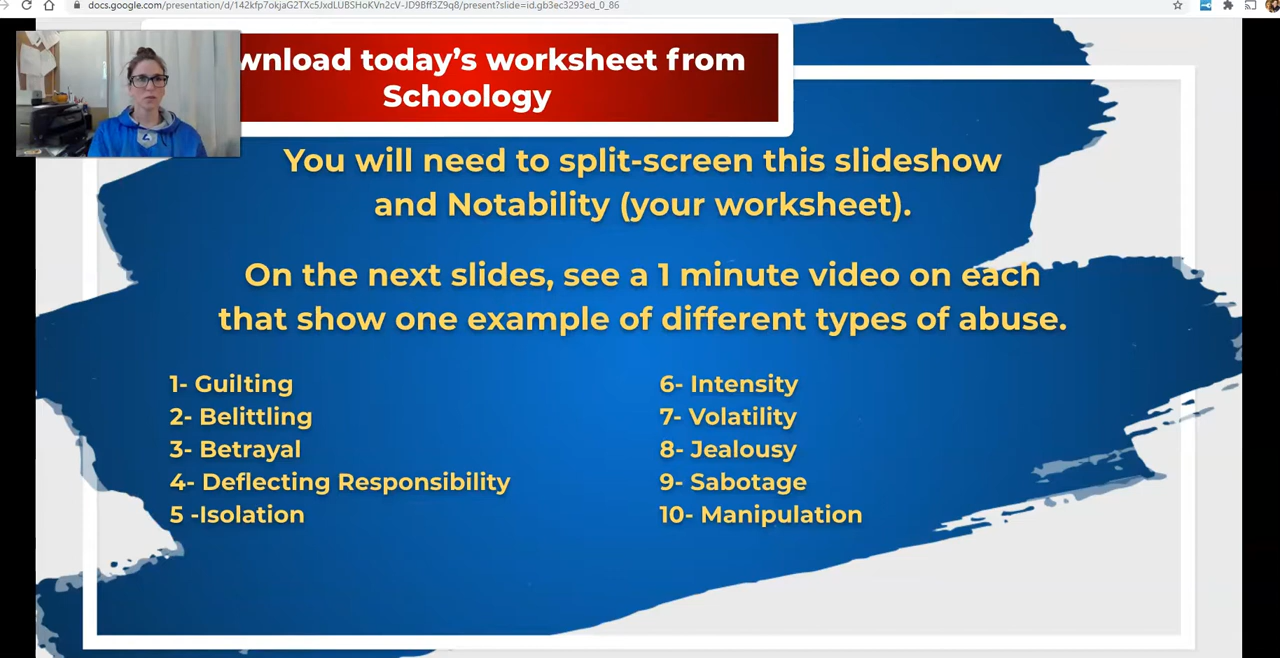 docs.google.com/presentation/d/142kfp7okjaG2TXc5JxdLUBSHoKVn2cV-JD9Bff3Z9q8/present?slide=id.gb3ec3293ed_0_86
wnload today's worksheet from
Schoology
You will need to split-screen this slideshow
and Notability (your worksheet).
On the next slides, see a 1 minute video on each
that show one example of different types of abuse.
1- Guilting
2- Belittling
3- Betrayal
4- Deflecting Responsibility
5 -Isolation
6- Intensity
7- Volatility
8- Jealousy
9- Sabotage
10- Manipulation